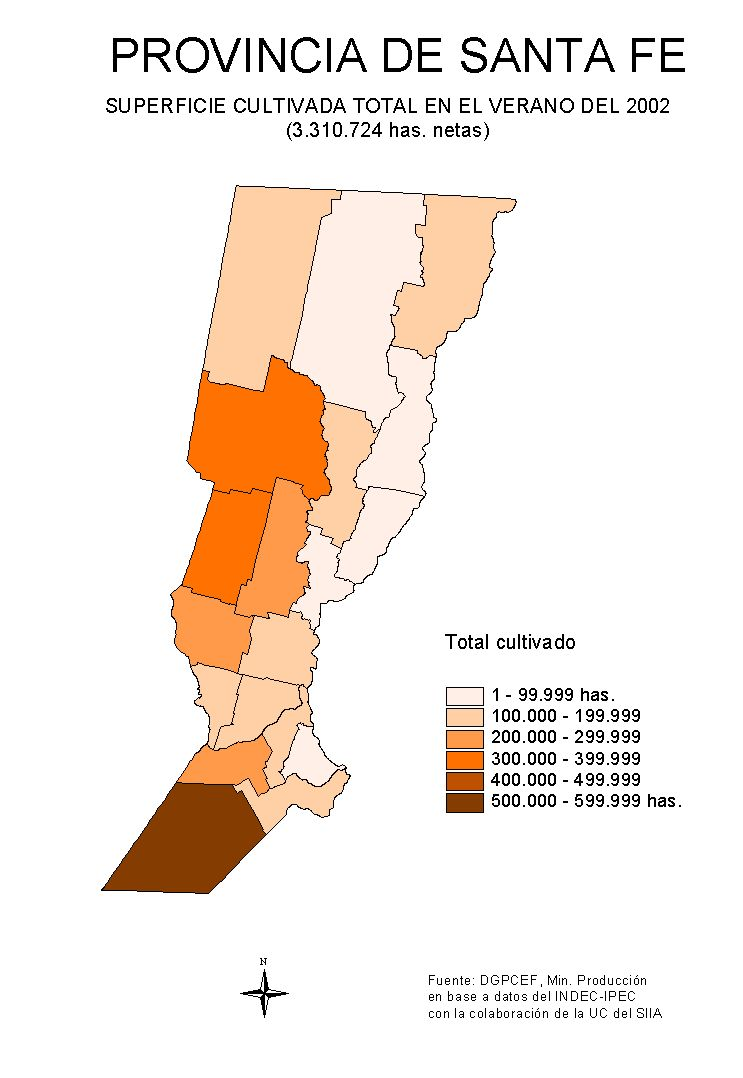 PROVINCIA DE SANTA FE
SUPERFICIE CULTIVADA TOTAL EN EL VERANO DEL 2002
(3.310.724 has. netas)
Total cultivado
1 - 99.999 has.
100.000 - 199.999
200.000 - 299.999
300.000 - 399.999
400.000 - 499.999
500.000 - 599.999 has.
N
Fuente: DGPCEF, Min. Producción
en base a datos del INDEC-IPEC
con la colaboración de la UC del SIIA